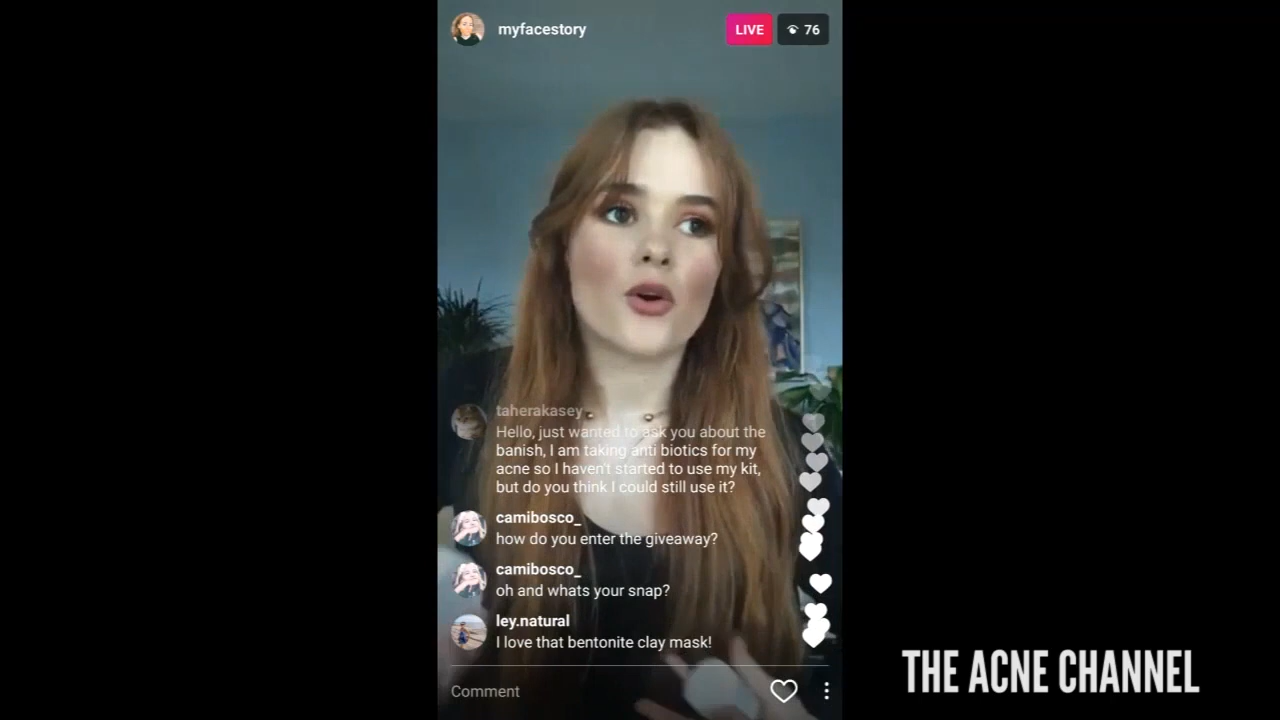 myfacestory
LIVE
76
taherakasey
Hello, just wanted to ask you about the
banish, I am taking anti biotics for my
acne so I haven't started to use my kit,
but do you think I could still use it?
camibosco_
how do you enter the giveaway?
camibosco_
oh and whats your snap?
ley.natural
I love that bentonite clay mask!
Comment
THE ACNE CHANNEL